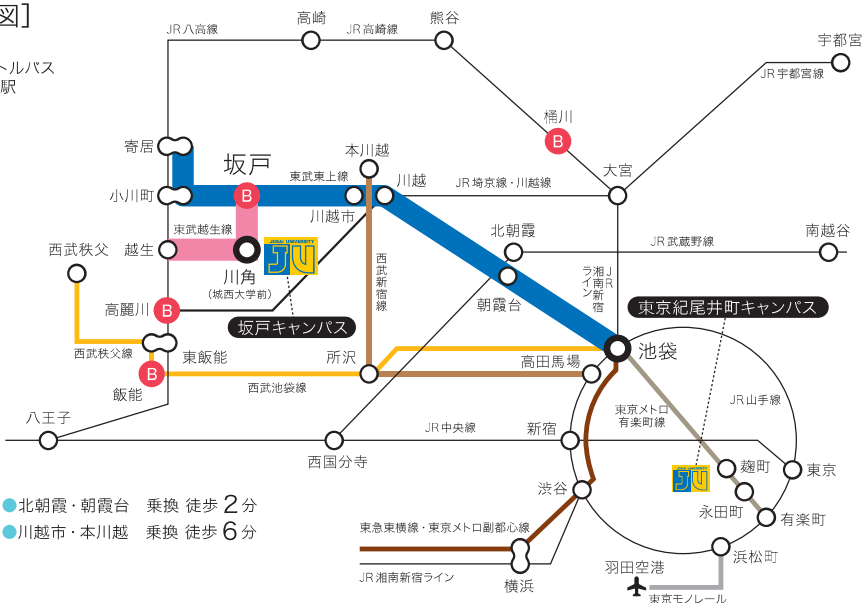 図]
トルバス
駅
JR八高線
高崎
JR高崎線
熊谷
宇都宮
JR宇都宮線
桶川
B
大宮
寄居
坂戸
本川越
小川町
B
東武東上線
川越市
川越
JR埼京線・川越線
東武越生線
西武秩父
越生
川角
(城西大学前)
JOSAI UNIVERSITY
JU
西武新宿線
北朝霞
JR武蔵野線
南越谷
朝霞台
JR
湘南新宿
ライン
高麗川
B
坂戸キャンパス
東京紀尾井町キャンパス
西武秩父線
東飯能
所沢
高田馬場
池袋
飯能
B
西武池袋線
東京メトロ
有楽町線
JR山手線
八王子
JR中央線
新宿
西国分寺
JOSAI UNIVERSITY
JU
麹町
東京
渋谷
永田町
有楽町
北朝霞・朝霞台 乗換 徒歩 2分
川越市・本川越 乗換 徒歩 6分
東急東横線・東京メトロ副都心線
浜松町
JR湘南新宿ライン
横浜
羽田空港
東京モノレール